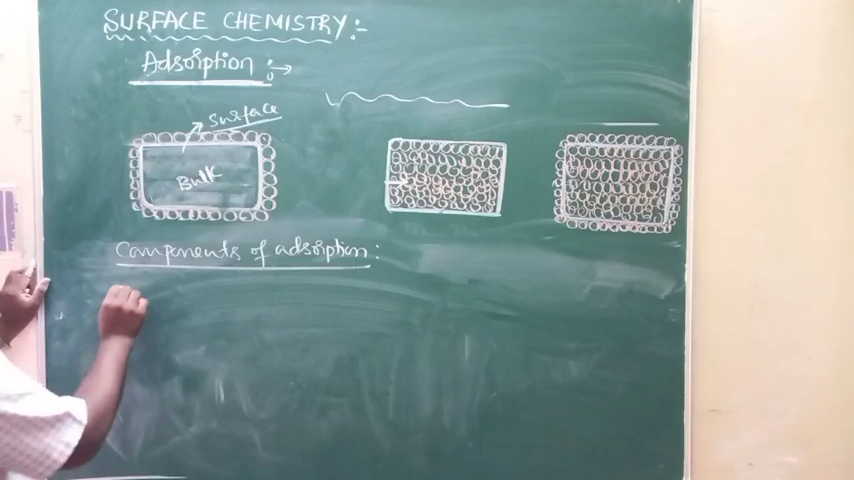 SURFACE CHEMISTRY:-
Adsorption :→
Surface
Bulk
Components of adsorption: